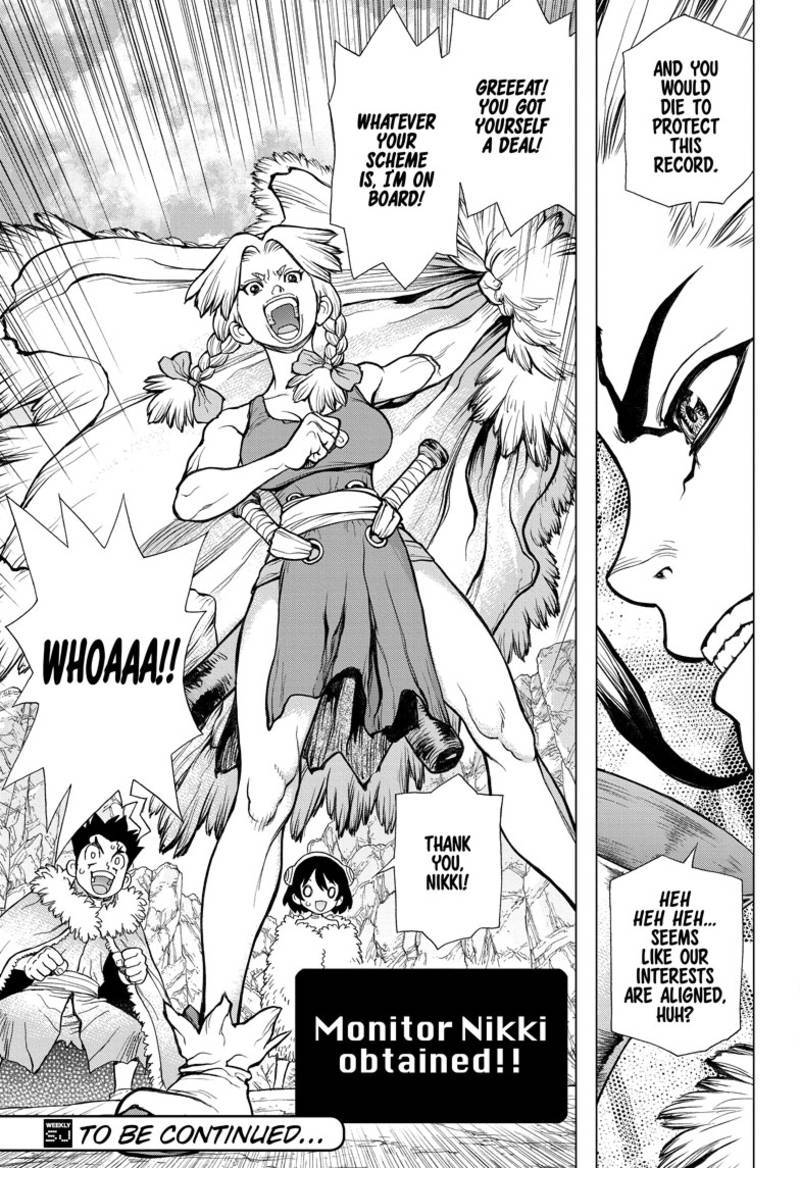 AND YOU
WOULD
DIE TO
PROTECT
THIS
RECORD.
HEH
HEH HEH...
SEEMS
LIKE OUR
INTERESTS
ARE ALIGNED,
HUH?
GREEEAT!
YOU GOT
YOURSELF
A DEAL!
WHATEVER
YOUR
SCHEME
IS, I'M ON
BOARD!
WHOAAA!!
THANK
YOU,
NIKKI!
Monitor Nikki
obtained!!
WEEKLY
SJ
TO BE CONTINUED...